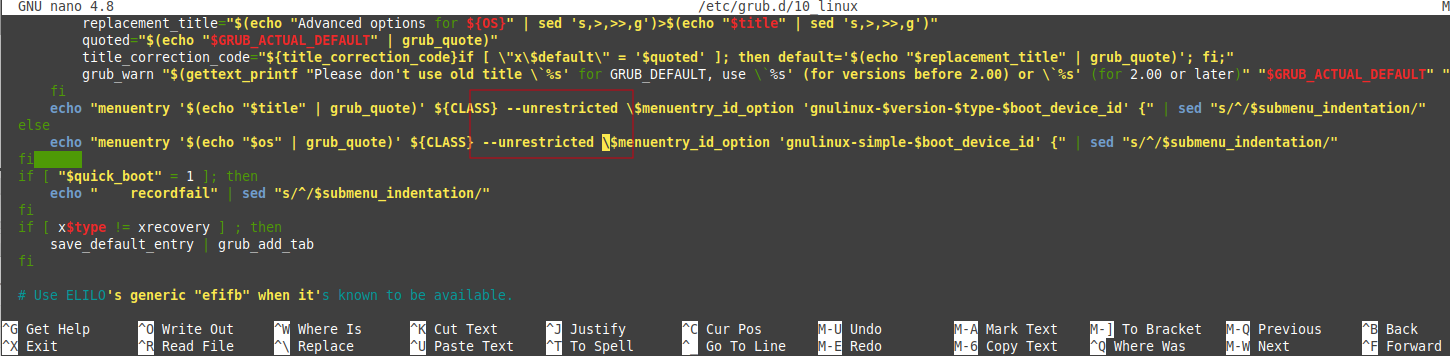 GNU nano 4.8 /etc/grub.d/10_linux M
replacement_title="$(echo "Advanced options for ${OS}" | sed 's,>,>>,g')>$(echo "$title" | sed 's,>,>>,g')"
quoted="$(echo "$GRUB_ACTUAL_DEFAULT" | grub_quote)"
title_correction_code="${title_correction_code}if [ \"x\$default\" = '$quoted' ]; then default='$(echo "$replacement_title" | grub_quote)'; fi;"
grub_warn "$(gettext_printf "Please don't use old title \`%s' for GRUB_DEFAULT, use \`%s' (for versions before 2.00) or \`%s' (for 2.00 or later)" "$GRUB_ACTUAL_DEFAULT" "
fi
echo "menuentry '$(echo "$title" | grub_quote)' ${CLASS} --unrestricted \$menuentry_id_option 'gnulinux-$version-$type-$boot_device_id' {" | sed "s/^/$submenu_indentation/"
else
echo "menuentry '$(echo "$os" | grub_quote)' ${CLASS} --unrestricted \$menuentry_id_option 'gnulinux-simple-$boot_device_id' {" | sed "s/^/$submenu_indentation/"
fi
if [ "$quick_boot" = 1 ]; then
echo "    recordfail" | sed "s/^/$submenu_indentation/"
fi
if [ x$type != xrecovery ] ; then
save_default_entry | grub_add_tab
fi
# Use ELILO's generic "efifb" when it's known to be available.
^G Get Help ^O Write Out ^W Where Is ^K Cut Text ^J Justify ^C Cur Pos M-U Undo M-A Mark Text M-] To Bracket M-Q Previous ^B Back
^X Exit ^R Read File ^\ Replace ^U Paste Text ^T To Spell ^_ Go To Line M-E Redo M-6 Copy Text ^Q Where Was M-W Next ^F Forward